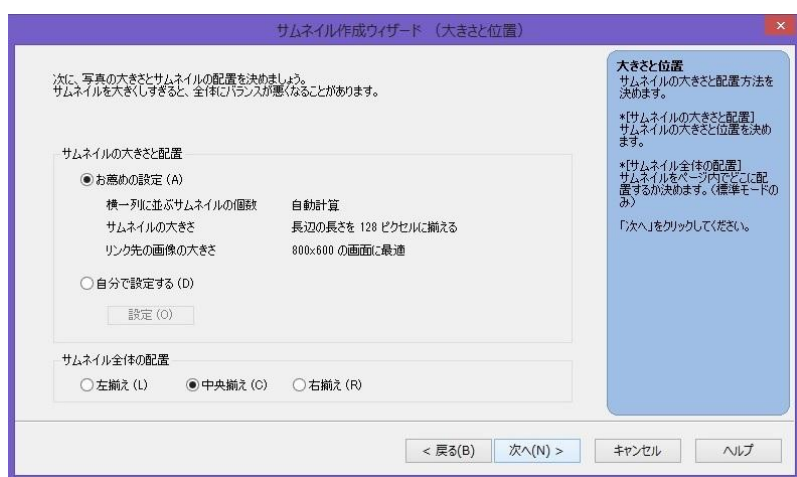 サムネイル作成ウィザード （大きさと位置）
次に、写真の大きさとサムネイルの配置を決めましょう。
サムネイルを大きくしすぎると、全体にバランスが悪くなることがあります。
サムネイルの大きさと配置
お薦めの設定 (A)
横一列に並ぶサムネイルの個数 自動計算
サムネイルの大きさ 長辺の長さを 128 ピクセルに揃える
リンク先の画像の大きさ 800x600 の画面に最適
自分で設定する (D)
設定 (O)
サムネイル全体の配置
左揃え (L) 中央揃え (C) 右揃え (R)
大きさと位置
サムネイルの大きさと配置方法を
決めます。
*[サムネイルの大きさと配置]
サムネイルの大きさと位置を決め
ます。
*[サムネイル全体の配置]
サムネイルをページ内でどこに配
置するか決めます。（標準モードの
み）
「次へ」をクリックしてください。
< 戻る(B) 次へ(N) > キャンセル ヘルプ